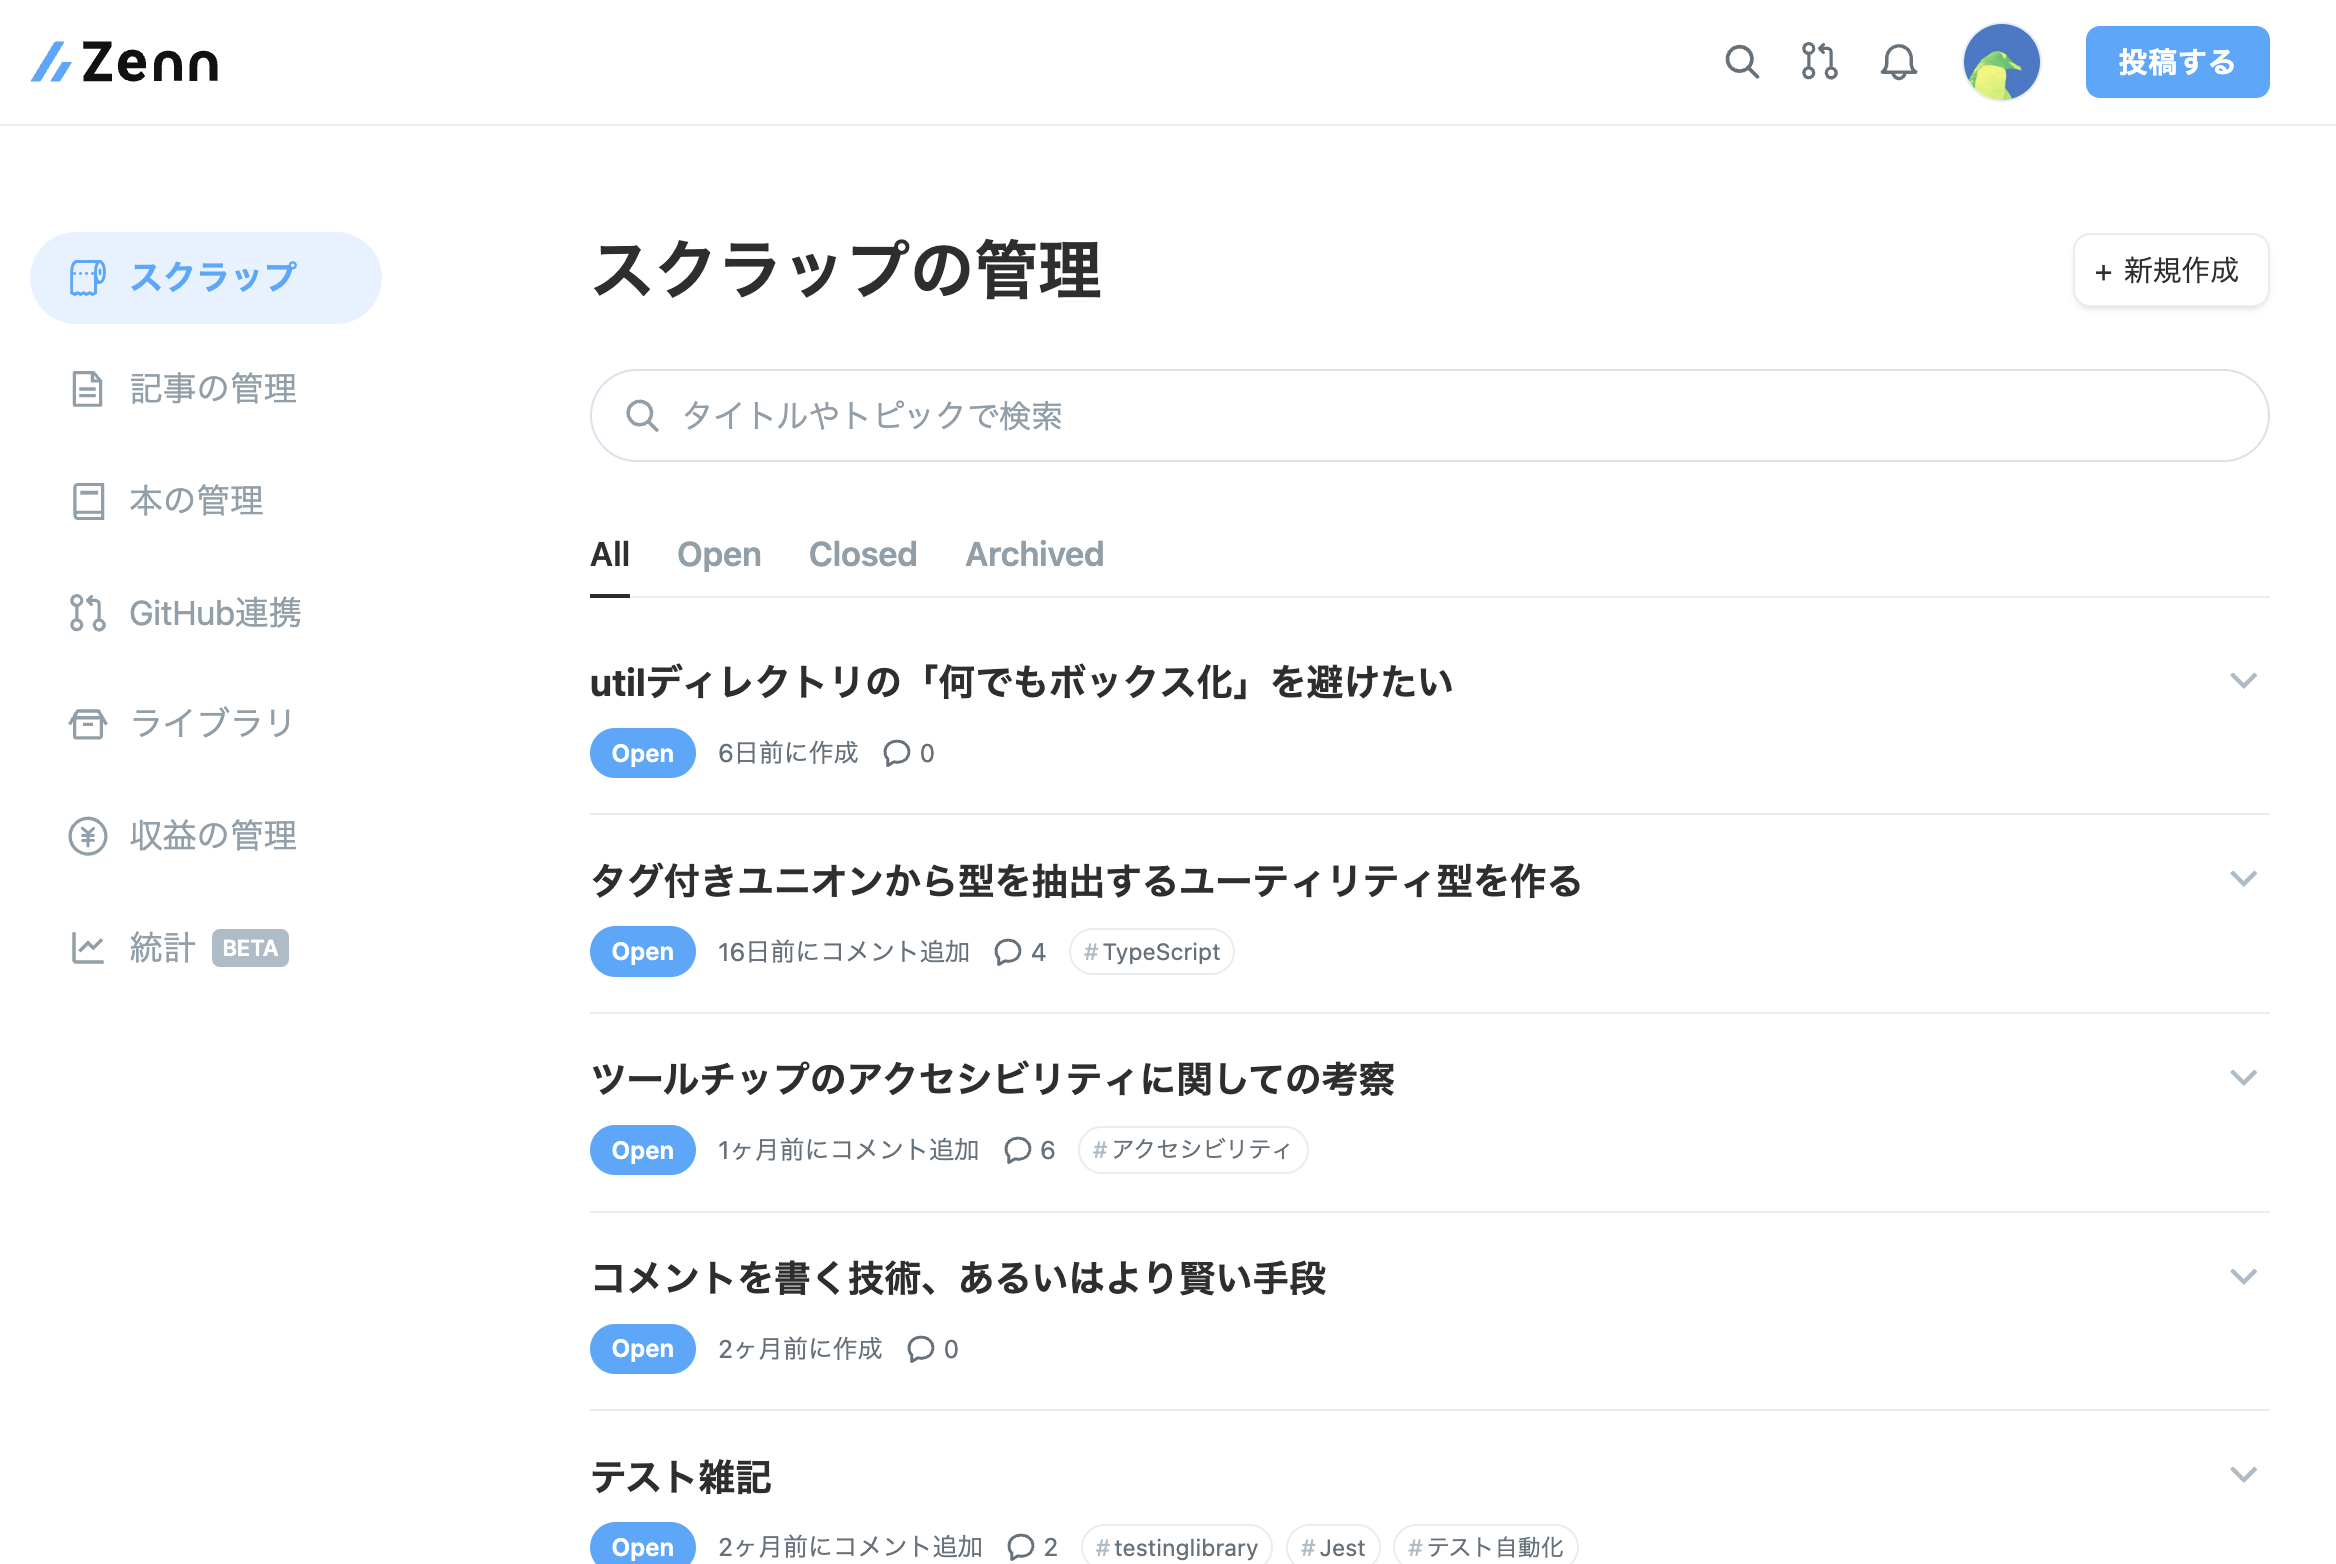 Zenn
投稿する
スクラップ
記事の管理
本の管理
GitHub連携
ライブラリ
収益の管理
統計 BETA
スクラップの管理
+ 新規作成
タイトルやトピックで検索
All Open Closed Archived
utilディレクトリの「何でもボックス化」を避けたい
Open 6日前に作成 0
タグ付きユニオンから型を抽出するユーティリティ型を作る
Open 16日前にコメント追加 4 #TypeScript
ツールチップのアクセシビリティに関しての考察
Open 1ヶ月前にコメント追加 6 #アクセシビリティ
コメントを書く技術、あるいはより賢い手段
Open 2ヶ月前に作成 0
テスト雑記
Open 2ヶ月前にコメント追加 2 #testinglibrary #Jest #テスト自動化